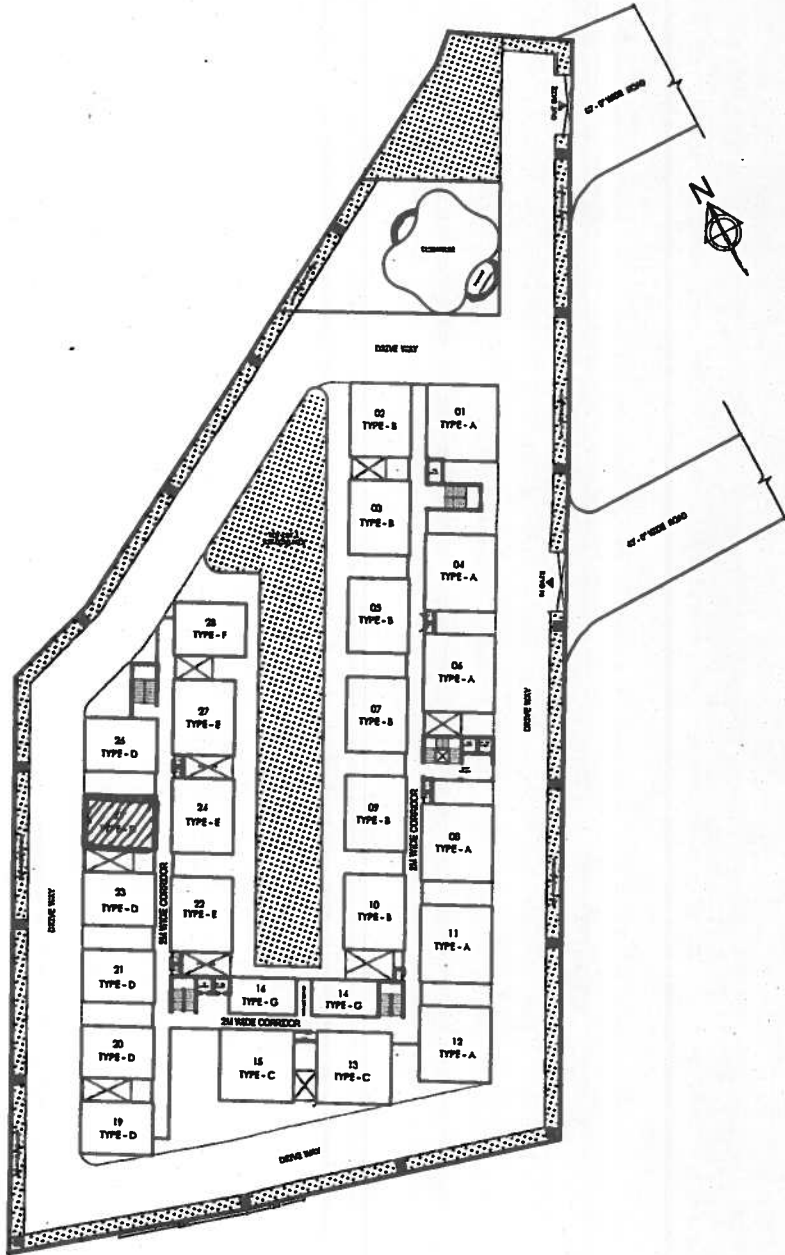 N
DRIVE WAY
02
TYPE - B
01
TYPE - A
03
TYPE - B
04
TYPE - A
05
TYPE - B
06
TYPE - A
28
TYPE - F
27
TYPE - E
07
TYPE - B
DRIVE WAY
26
TYPE - D
24
TYPE - E
09
TYPE - B
08
TYPE - A
2M WIDE CORRIDOR
23
TYPE - D
22
TYPE - E
10
TYPE - B
11
TYPE - A
DRIVE WAY
2M WIDE CORRIDOR
21
TYPE - D
16
TYPE - G
14
TYPE - G
2M WIDE CORRIDOR
20
TYPE - D
15
TYPE - C
13
TYPE - C
12
TYPE - A
19
TYPE - D
DRIVE WAY